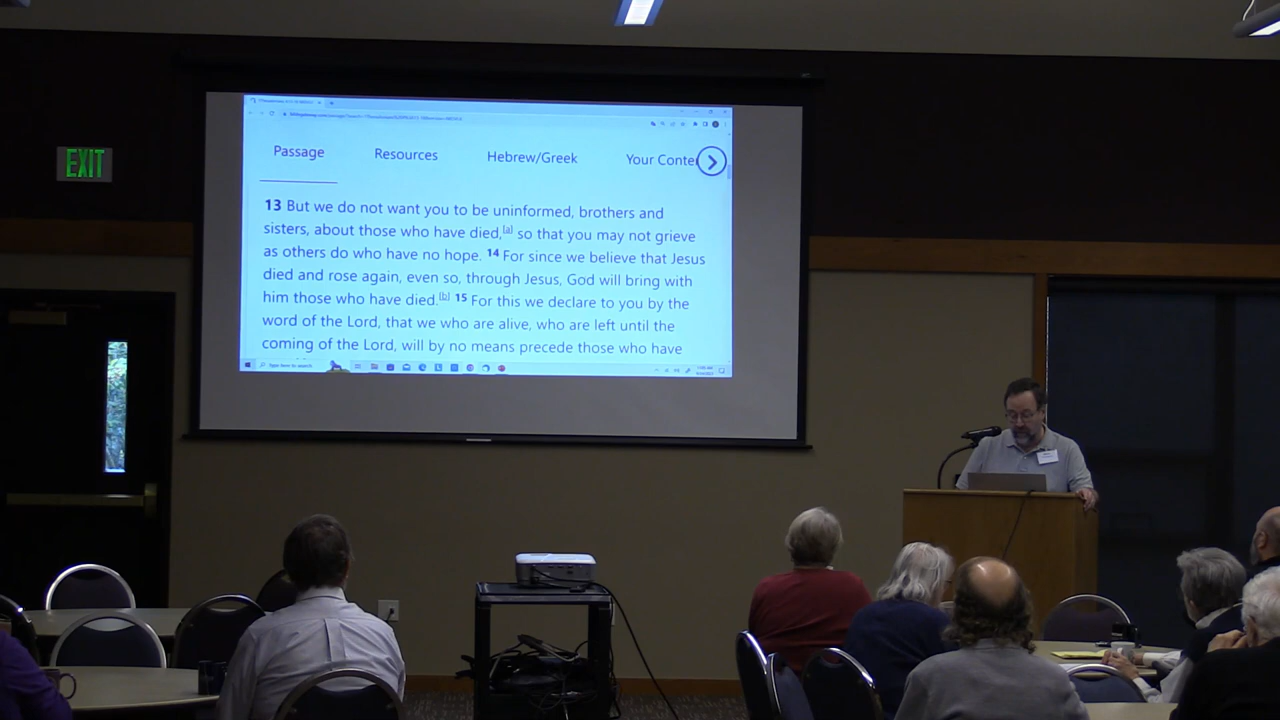 EXIT
Passage Resources Hebrew/Greek Your Conte
13 But we do not want you to be uninformed, brothers and
sisters, about those who have died,[a] so that you may not grieve
as others do who have no hope. 14 For since we believe that Jesus
died and rose again, even so, through Jesus, God will bring with
him those who have died.[b] 15 For this we declare to you by the
word of the Lord, that we who are alive, who are left until the
coming of the Lord, will by no means precede those who have
Type here to search